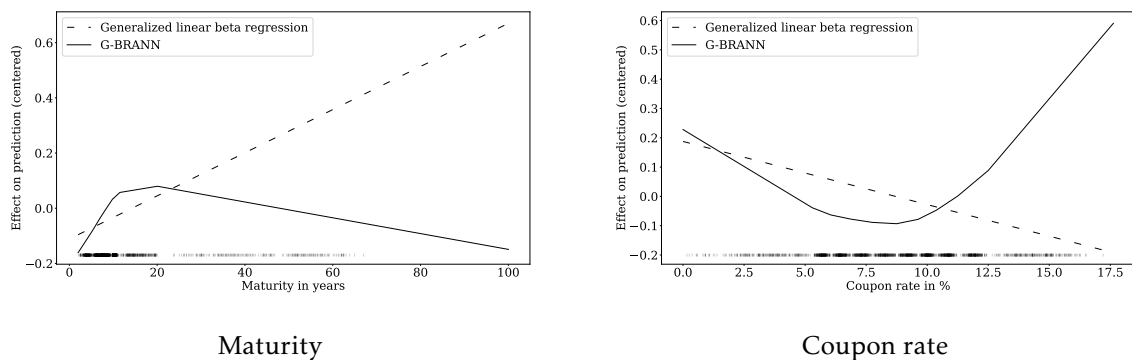 Generalized linear beta regression
G-BRANN
0.6
0.4
0.2
0.0
−0.2
Effect on prediction (centered)
0 20 40 60 80 100
Maturity in years
Maturity
Generalized linear beta regression
G-BRANN
0.6
0.5
0.4
0.3
0.2
0.1
0.0
−0.1
−0.2
Effect on prediction (centered)
0.0 2.5 5.0 7.5 10.0 12.5 15.0 17.5
Coupon rate in %
Coupon rate